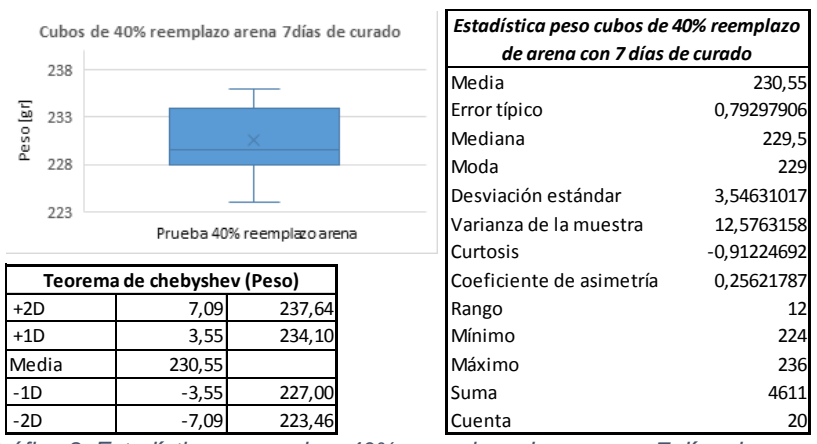 Cubos de 40% reemplazo arena 7días de curado
238
233
228
223
Peso [gr]
Prueba 40% reemplazo arena
Teorema de chebyshev (Peso)
+2D 7,09 237,64
+1D 3,55 234,10
Media 230,55
-1D -3,55 227,00
-2D -7,09 223,46
Estadística peso cubos de 40% reemplazo
de arena con 7 días de curado
Media 230,55
Error típico 0,79297906
Mediana 229,5
Moda 229
Desviación estándar 3,54631017
Varianza de la muestra 12,5763158
Curtosis -0,91224692
Coeficiente de asimetría 0,25621787
Rango 12
Mínimo 224
Máximo 236
Suma 4611
Cuenta 20